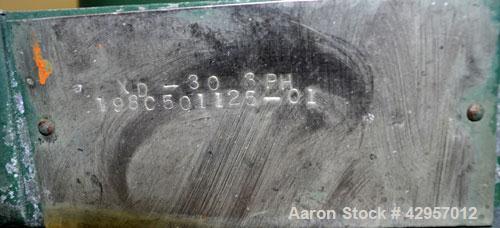 XD -30 3PH
198C501125-01
Aaron Stock # 42957012